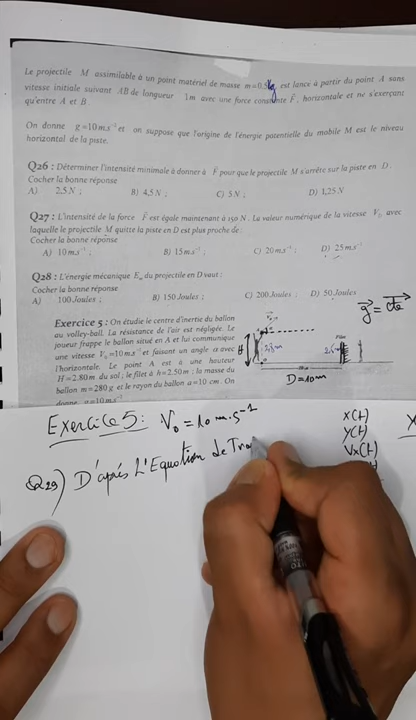 Le projectile M assimilable à un point matériel de masse m=0,5kg est lancé à partir du point A sans
vitesse initiale suivant AB de longueur 1m avec une force constante F, horizontale et ne s'exerçant
qu'entre A et B.
On donne g=10m.s⁻² et on suppose que l'origine de l'énergie potentielle du mobile M est le niveau
horizontal de la piste.
Q26 : Déterminer l'intensité minimale à donner à F pour que le projectile M s'arrête sur la piste en D.
Cocher la bonne réponse
A) 2,5 N ; B) 4,5 N ; C) 5 N ; D) 1,25 N
Q27 : L'intensité de la force F est égale maintenant à 150 N. La valeur numérique de la vitesse V_D avec
laquelle le projectile M quitte la piste en D est plus proche de :
Cocher la bonne réponse
A) 10 m.s⁻¹ ; B) 15 m.s⁻¹ ; C) 20 m.s⁻¹ ; D) 25 m.s⁻¹
Q28 : L'énergie mécanique E_m du projectile en D vaut :
Cocher la bonne réponse
A) 100 Joules ; B) 150 Joules ; C) 200 Joules ; D) 50 Joules
Exercice 5 : On étudie le centre d'inertie du ballon
au volley-ball. La résistance de l'air est négligée. Le
joueur frappe le ballon situé en A et lui communique
une vitesse V₀=10m.s⁻¹ et faisant un angle α avec
l'horizontale. Le point A est à une hauteur
H=2.80m du sol ; le filet à h=2.50m ; la masse du
ballon m=280g et le rayon du ballon a=10 cm. On
donne
H
2,8m
D=10m
g = cte
Exercice 5: V₀ = 10 m.s⁻¹
Q29) D'après L'Equation de Tra
X(t)
Y(t)
Vx(t)